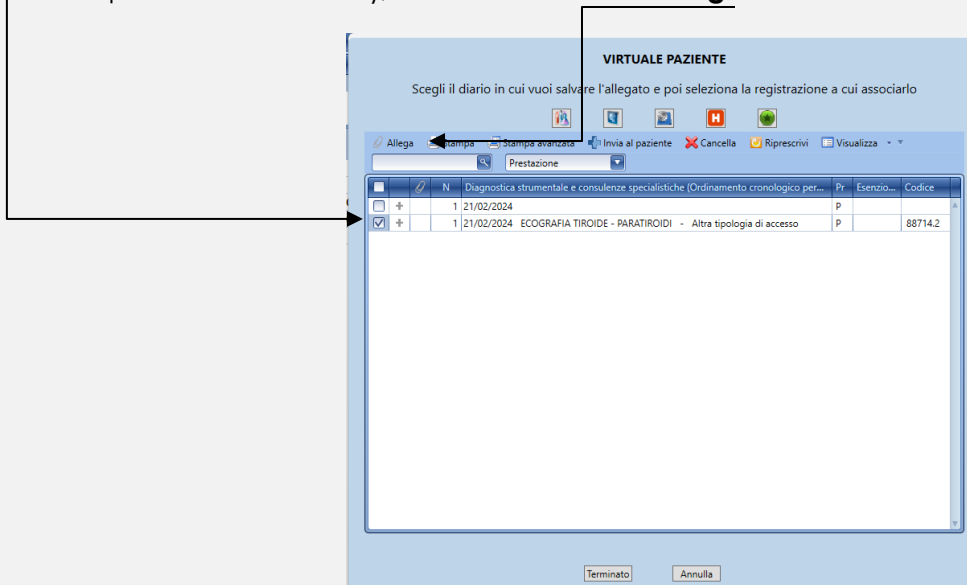 VIRTUALE PAZIENTE
Scegli il diario in cui vuoi salvare l'allegato e poi seleziona la registrazione a cui associarlo
H
Allega Stampa Stampa avanzata Invia al paziente Cancella Riprescrivi Visualizza
Prestazione
N Diagnostica strumentale e consulenze specialistiche (Ordinamento cronologico per... Pr Esenzio... Codice
1 21/02/2024 P
1 21/02/2024 ECOGRAFIA TIROIDE - PARATIROIDI - Altra tipologia di accesso P 88714.2
Terminato Annulla